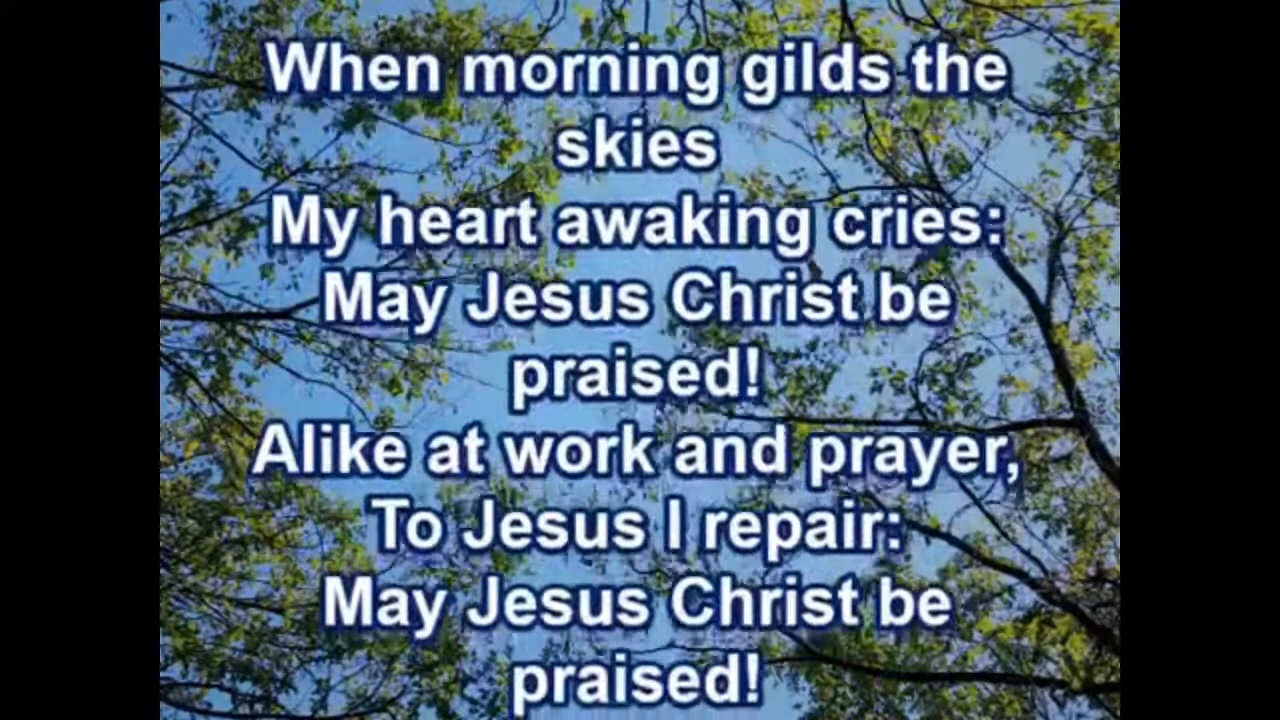 When morning gilds the
skies
My heart awaking cries:
May Jesus Christ be
praised!
Alike at work and prayer,
To Jesus I repair:
May Jesus Christ be
praised!